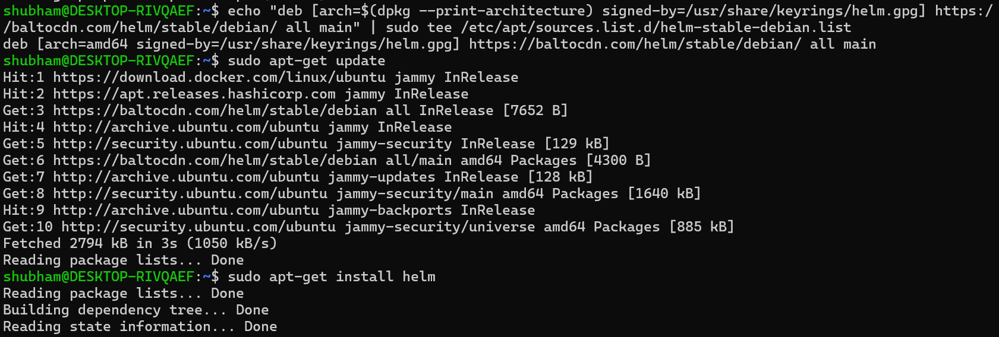 shubham@DESKTOP-RIVQAEF:~$ echo "deb [arch=$(dpkg --print-architecture) signed-by=/usr/share/keyrings/helm.gpg] https:/
/baltocdn.com/helm/stable/debian/ all main" | sudo tee /etc/apt/sources.list.d/helm-stable-debian.list
deb [arch=amd64 signed-by=/usr/share/keyrings/helm.gpg] https://baltocdn.com/helm/stable/debian/ all main
shubham@DESKTOP-RIVQAEF:~$ sudo apt-get update
Hit:1 https://download.docker.com/linux/ubuntu jammy InRelease
Hit:2 https://apt.releases.hashicorp.com jammy InRelease
Get:3 https://baltocdn.com/helm/stable/debian all InRelease [7652 B]
Hit:4 http://archive.ubuntu.com/ubuntu jammy InRelease
Get:5 http://security.ubuntu.com/ubuntu jammy-security InRelease [129 kB]
Get:6 https://baltocdn.com/helm/stable/debian all/main amd64 Packages [4300 B]
Get:7 http://archive.ubuntu.com/ubuntu jammy-updates InRelease [128 kB]
Get:8 http://security.ubuntu.com/ubuntu jammy-security/main amd64 Packages [1640 kB]
Hit:9 http://archive.ubuntu.com/ubuntu jammy-backports InRelease
Get:10 http://security.ubuntu.com/ubuntu jammy-security/universe amd64 Packages [885 kB]
Fetched 2794 kB in 3s (1050 kB/s)
Reading package lists... Done
shubham@DESKTOP-RIVQAEF:~$ sudo apt-get install helm
Reading package lists... Done
Building dependency tree... Done
Reading state information... Done